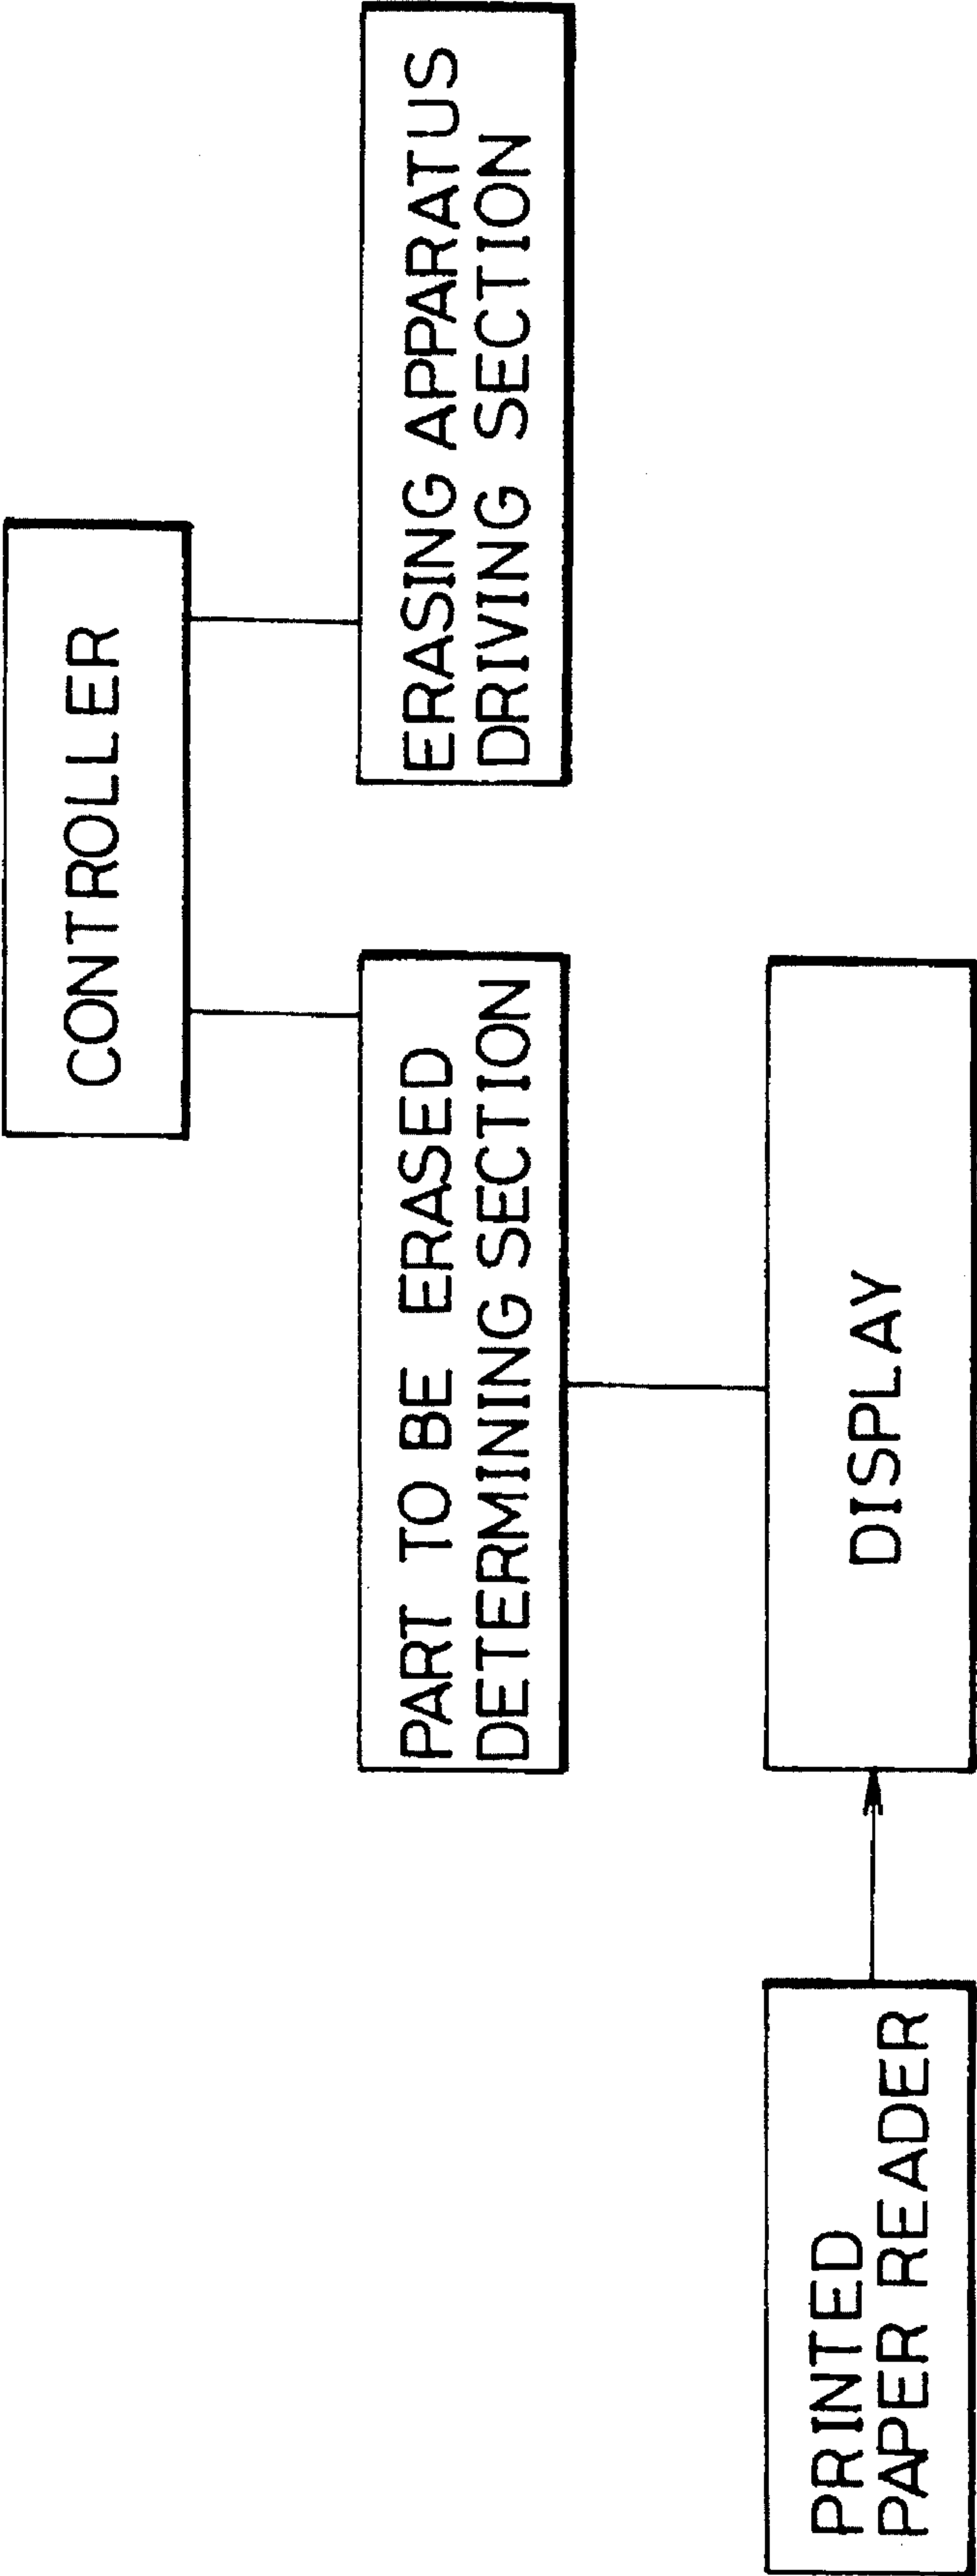 CONTROLLER
PART TO BE ERASED
DETERMINING SECTION
ERASING APPARATUS
DRIVING SECTION
PRINTED
PAPER READER
DISPLAY